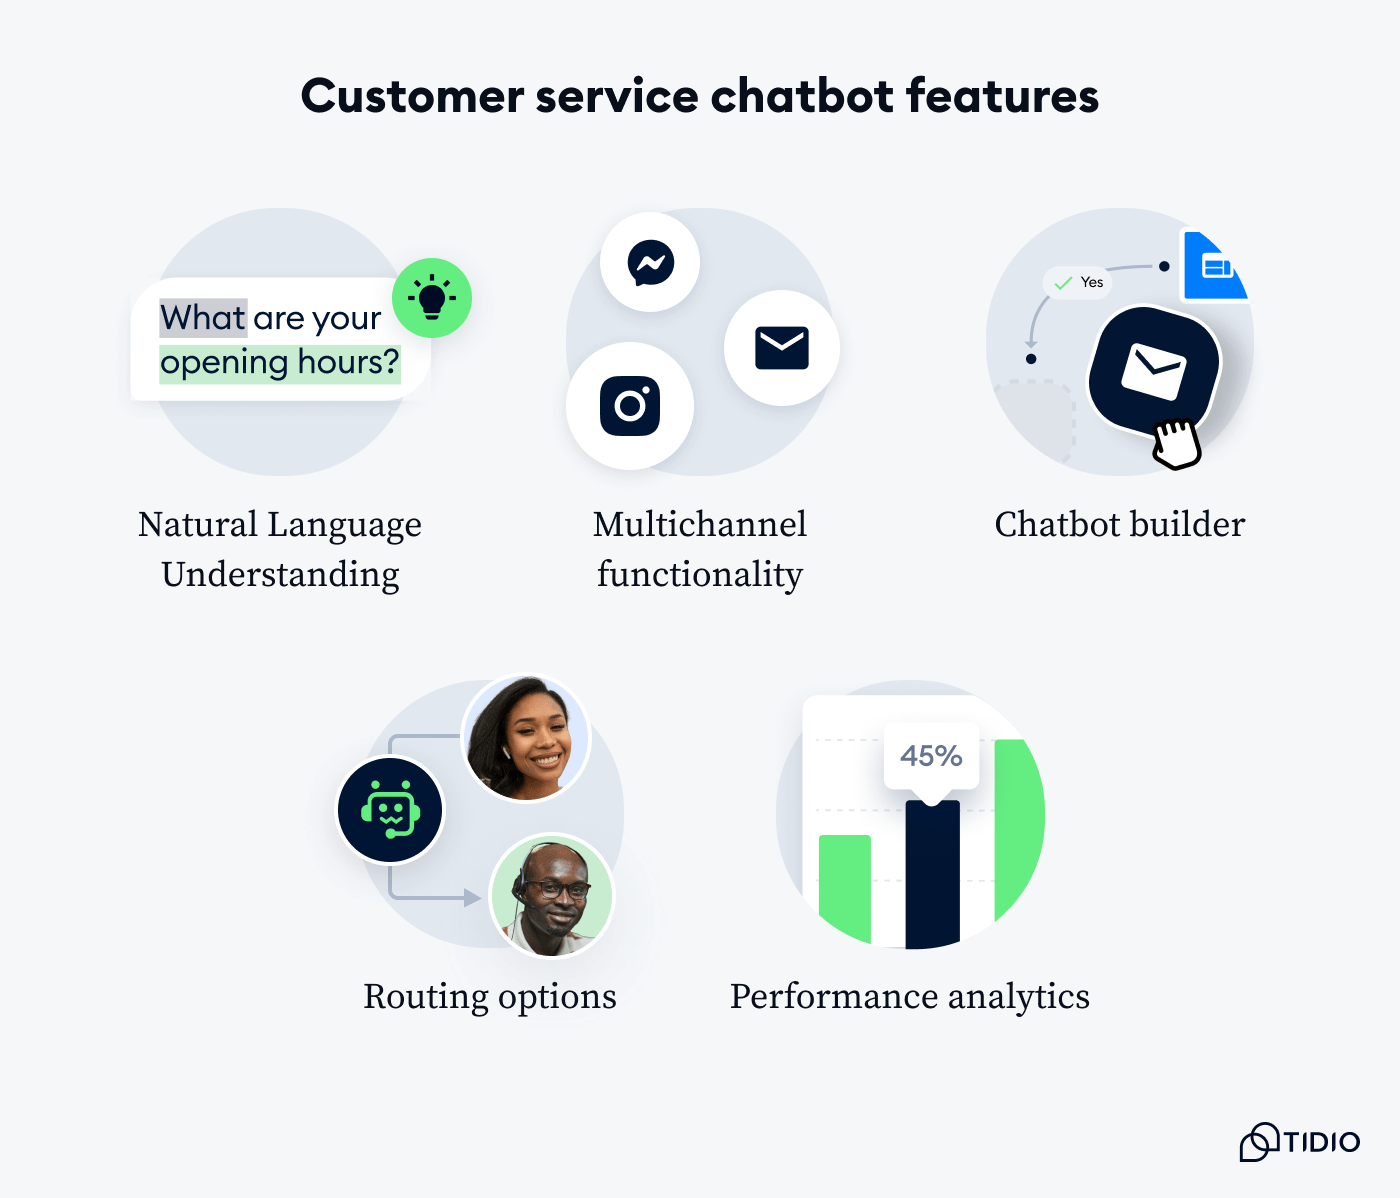 Customer service chatbot features
What are your
opening hours?
Yes
Natural Language
Understanding
Multichannel
functionality
Chatbot builder
45%
Routing options
Performance analytics
TIDIO